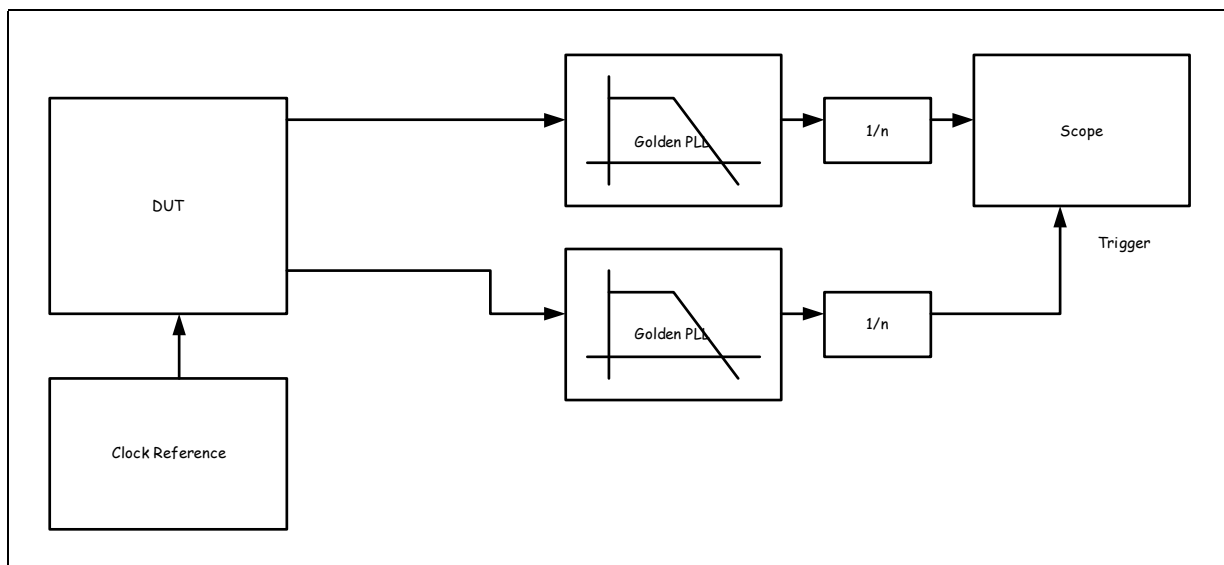 DUT
Golden PLL
1/n
Scope
Trigger
Golden PLL
1/n
Clock Reference